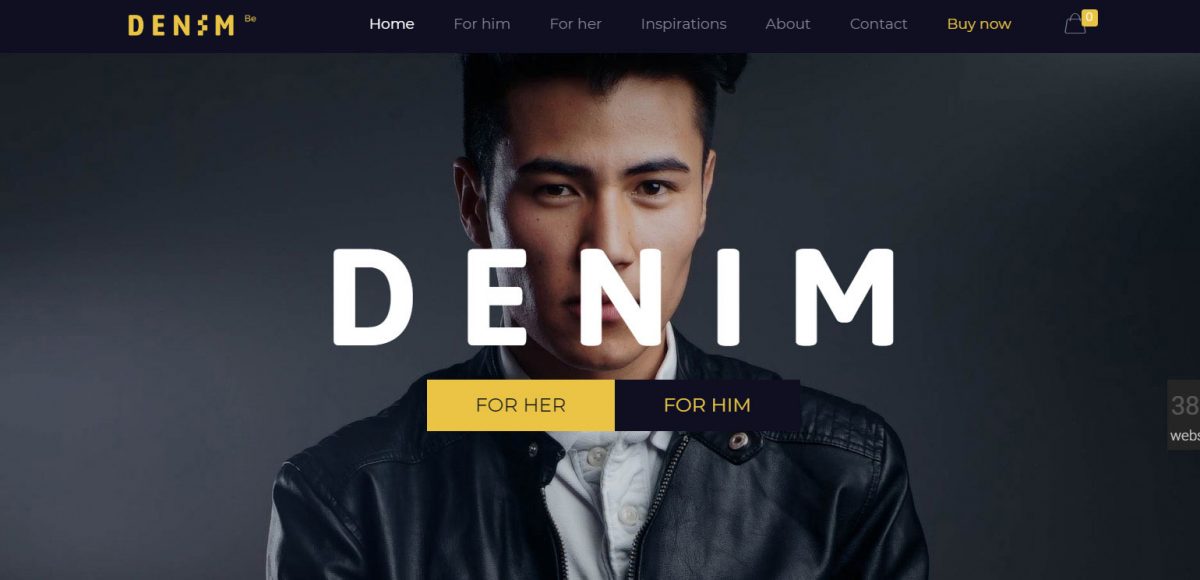 DENIM Be Home For him For her Inspirations About Contact Buy now 0
DENIM
FOR HER FOR HIM
38
webs